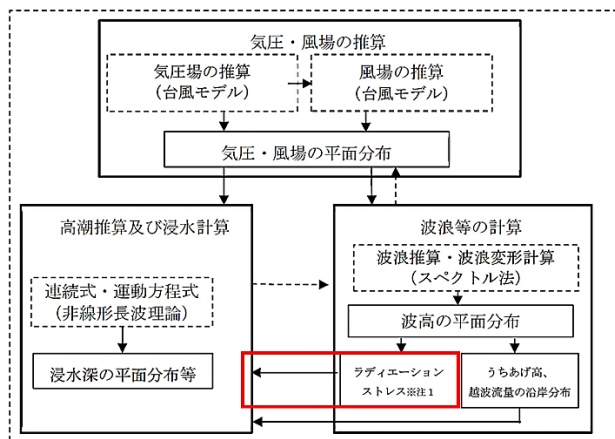 気圧・風場の推算
気圧場の推算
(台風モデル)
風場の推算
(台風モデル)
気圧・風場の平面分布
高潮推算及び浸水計算
連続式・運動方程式
(非線形長波理論)
浸水深の平面分布等
波浪等の計算
波浪推算・波浪変形計算
(スペクトル法)
波高の平面分布
ラディエーション
ストレス※注1
うちあげ高、
越波流量の沿岸分布